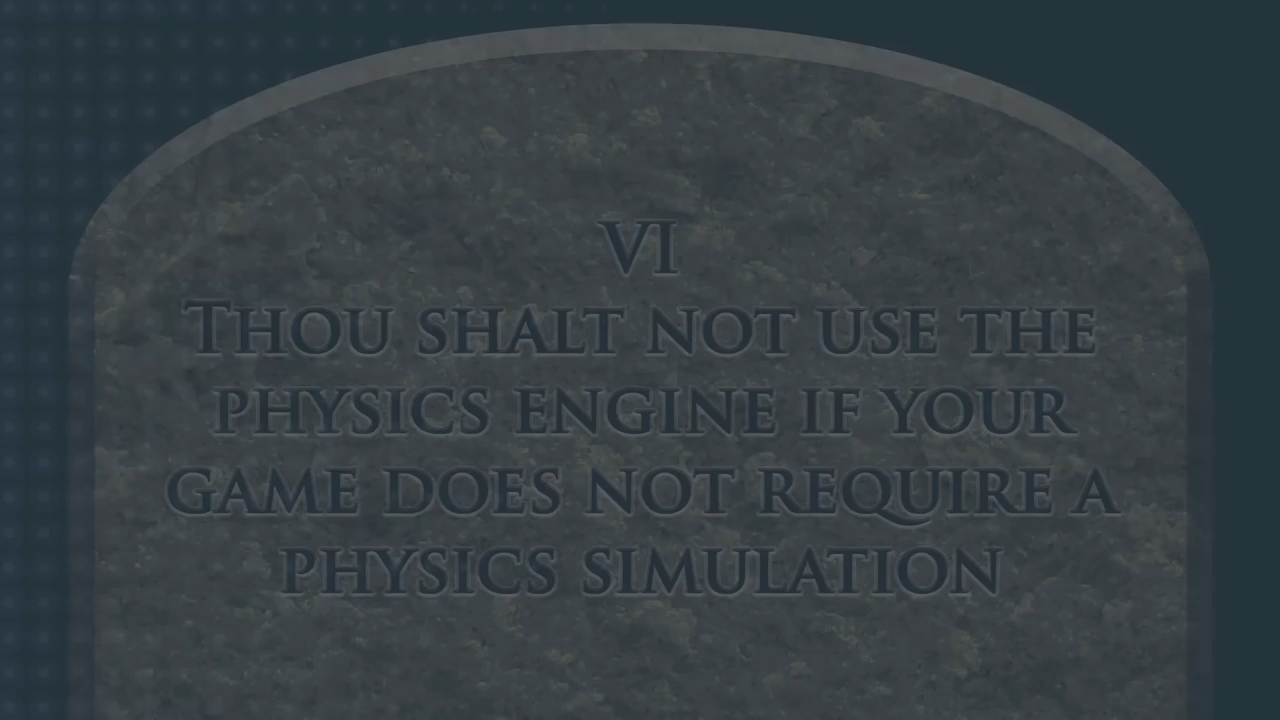 VI
Thou shalt not use the
physics engine if your
game does not require a
physics simulation